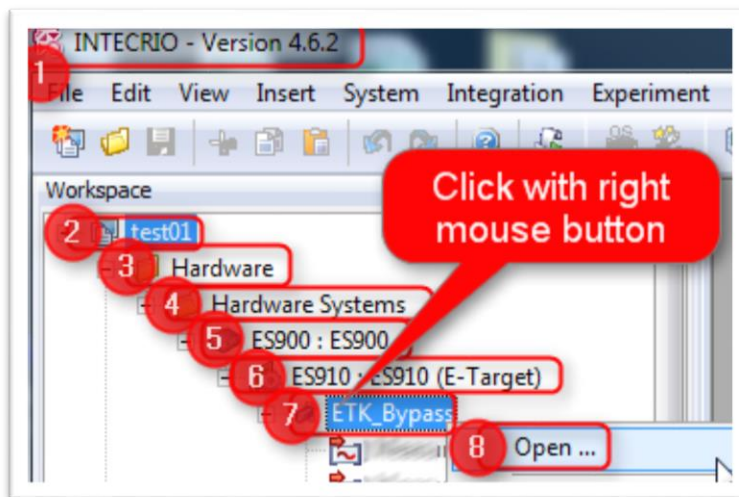 INTECRIO - Version 4.6.2
1
File Edit View Insert System Integration Experiment
Workspace
Click with right
mouse button
2 test01
3 Hardware
4 Hardware Systems
5 ES900 : ES900
6 ES910 : ES910 (E-Target)
7 ETK_Bypass
8 Open ...